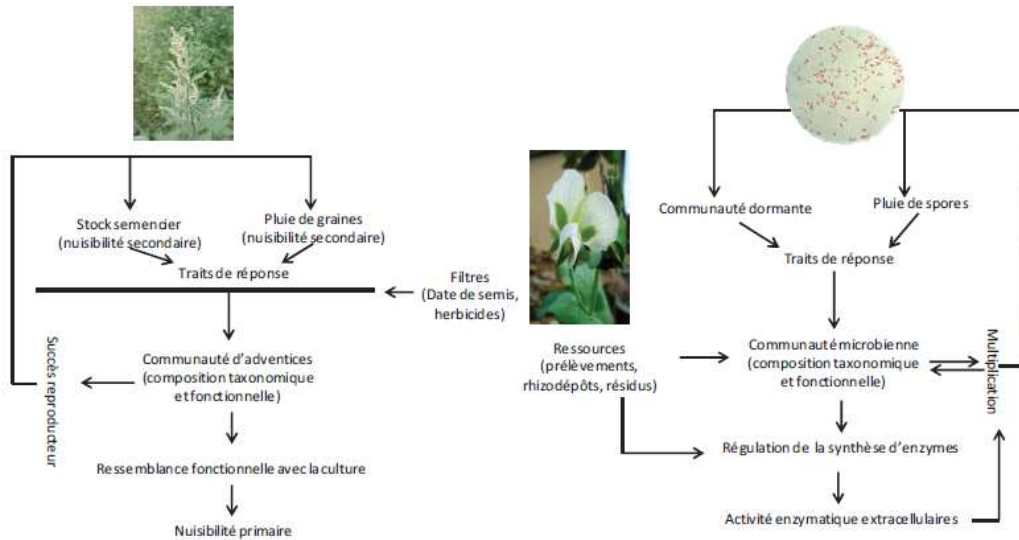 Stock semencier
(nuisibilité secondaire)
Pluie de graines
(nuisibilité secondaire)
Traits de réponse
Filtres
(Date de semis,
herbicides)
Communauté d'adventices
(composition taxonomique
et fonctionnelle)
Succès reproducteur
Ressemblance fonctionnelle avec la culture
Nuisibilité primaire
Communauté dormante
Pluie de spores
Traits de réponse
Ressources
(prélèvements,
rhizodépôts, résidus)
Communauté microbienne
(composition taxonomique
et fonctionnelle)
Multiplication
Régulation de la synthèse d'enzymes
Activité enzymatique extracellulaires